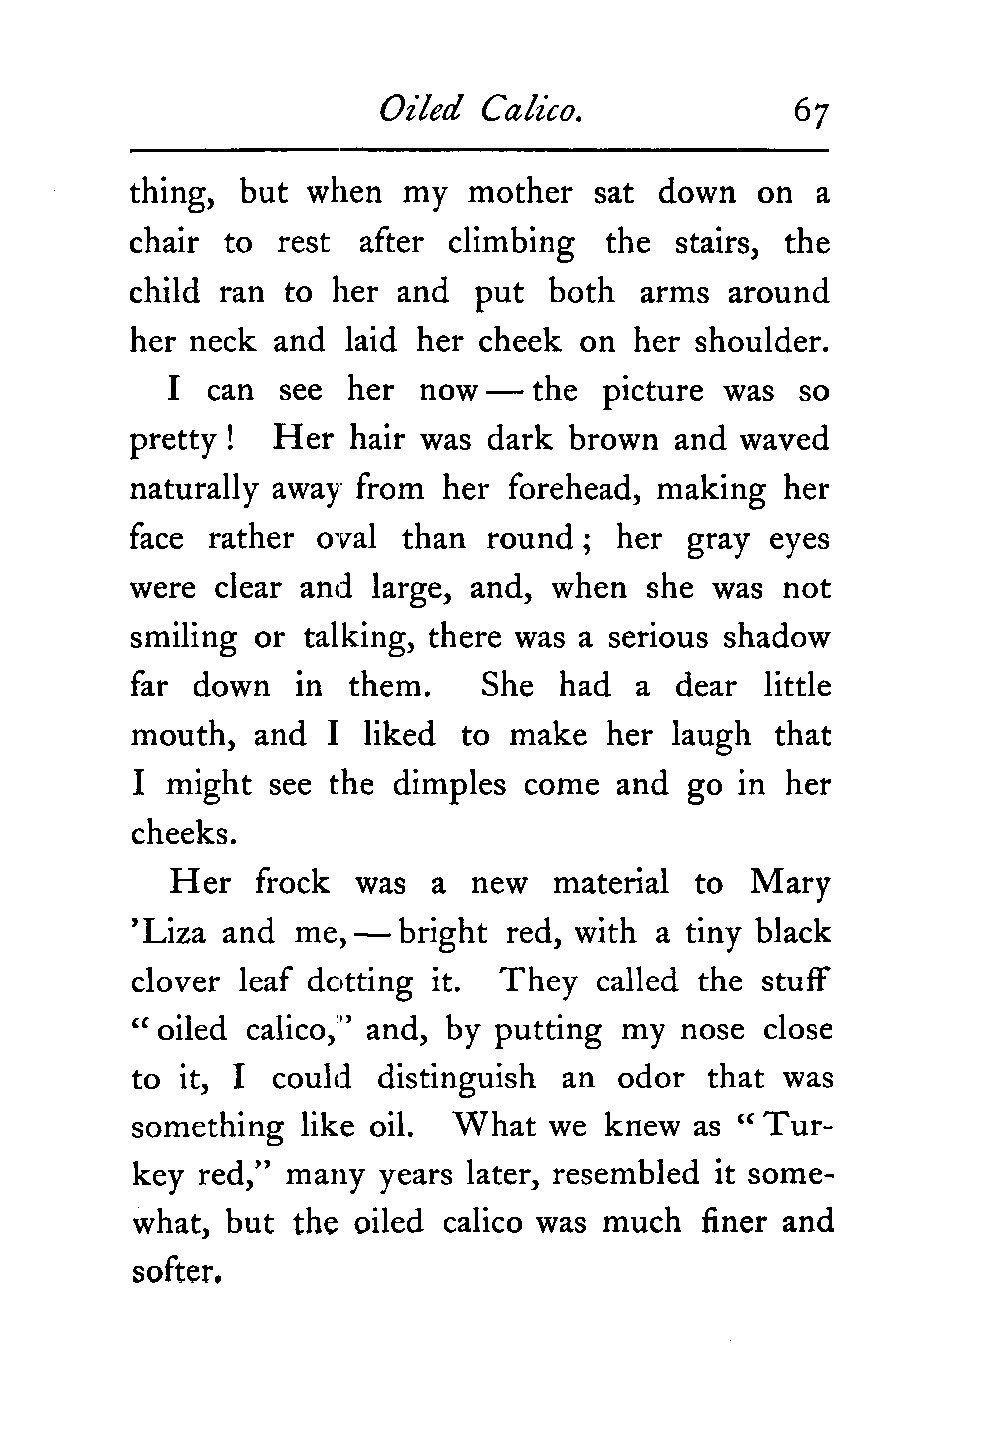 Oiled Calico. 67
thing, but when my mother sat down on a
chair to rest after climbing the stairs, the
child ran to her and put both arms around
her neck and laid her cheek on her shoulder.
I can see her now — the picture was so
pretty! Her hair was dark brown and waved
naturally away from her forehead, making her
face rather oval than round; her gray eyes
were clear and large, and, when she was not
smiling or talking, there was a serious shadow
far down in them. She had a dear little
mouth, and I liked to make her laugh that
I might see the dimples come and go in her
cheeks.
Her frock was a new material to Mary
'Liza and me, — bright red, with a tiny black
clover leaf dotting it. They called the stuff
"oiled calico," and, by putting my nose close
to it, I could distinguish an odor that was
something like oil. What we knew as "Tur-
key red," many years later, resembled it some-
what, but the oiled calico was much finer and
softer.